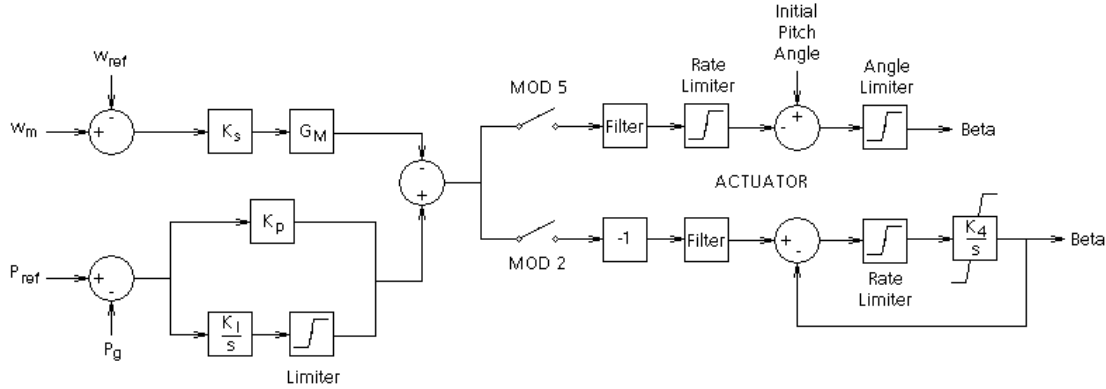 Initial
Pitch
Angle
Rate
Limiter
Angle
Limiter
MOD 5
Wref
- 
Wm
+
Ks
GM
Filter
+
-
Beta
-
+
ACTUATOR
Kp
-1
Filter
+
-
K4
s
Beta
MOD 2
Rate
Limiter
Pref
+
-
Pg
KI
s
Limiter